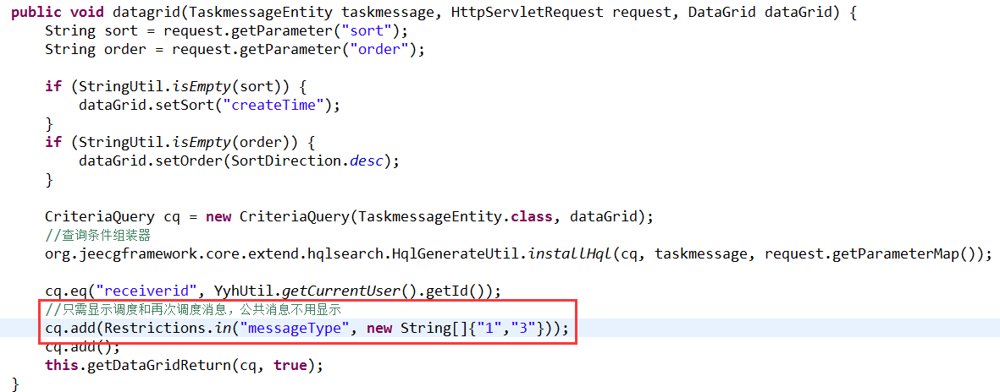 public void datagrid(TaskmessageEntity taskmessage, HttpServletRequest request, DataGrid dataGrid) {
String sort = request.getParameter("sort");
String order = request.getParameter("order");
if (StringUtil.isEmpty(sort)) {
dataGrid.setSort("createTime");
}
if (StringUtil.isEmpty(order)) {
dataGrid.setOrder(SortDirection.desc);
}
CriteriaQuery cq = new CriteriaQuery(TaskmessageEntity.class, dataGrid);
//查询条件组装器
org.jeecgframework.core.extend.hqlsearch.HqlGenerateUtil.installHql(cq, taskmessage, request.getParameterMap());
cq.eq("receiverid", YyhUtil.getCurrentUser().getId());
//只需显示调度和再次调度消息，公共消息不用显示
cq.add(Restrictions.in("messageType", new String[]{"1","3"}));
cq.add();
this.getDataGridReturn(cq, true);
}